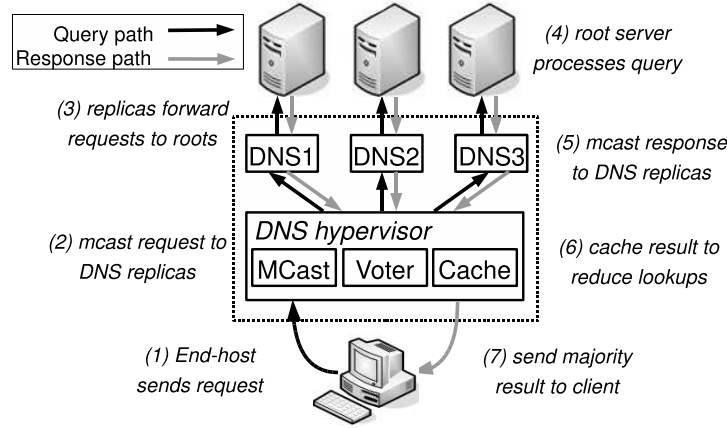 Query path
Response path
(4) root server
processes query
(3) replicas forward
requests to roots
DNS1
DNS2
DNS3
(5) mcast response
to DNS replicas
(2) mcast request to
DNS replicas
DNS hypervisor
MCast
Voter
Cache
(6) cache result to
reduce lookups
(1) End-host
sends request
(7) send majority
result to client